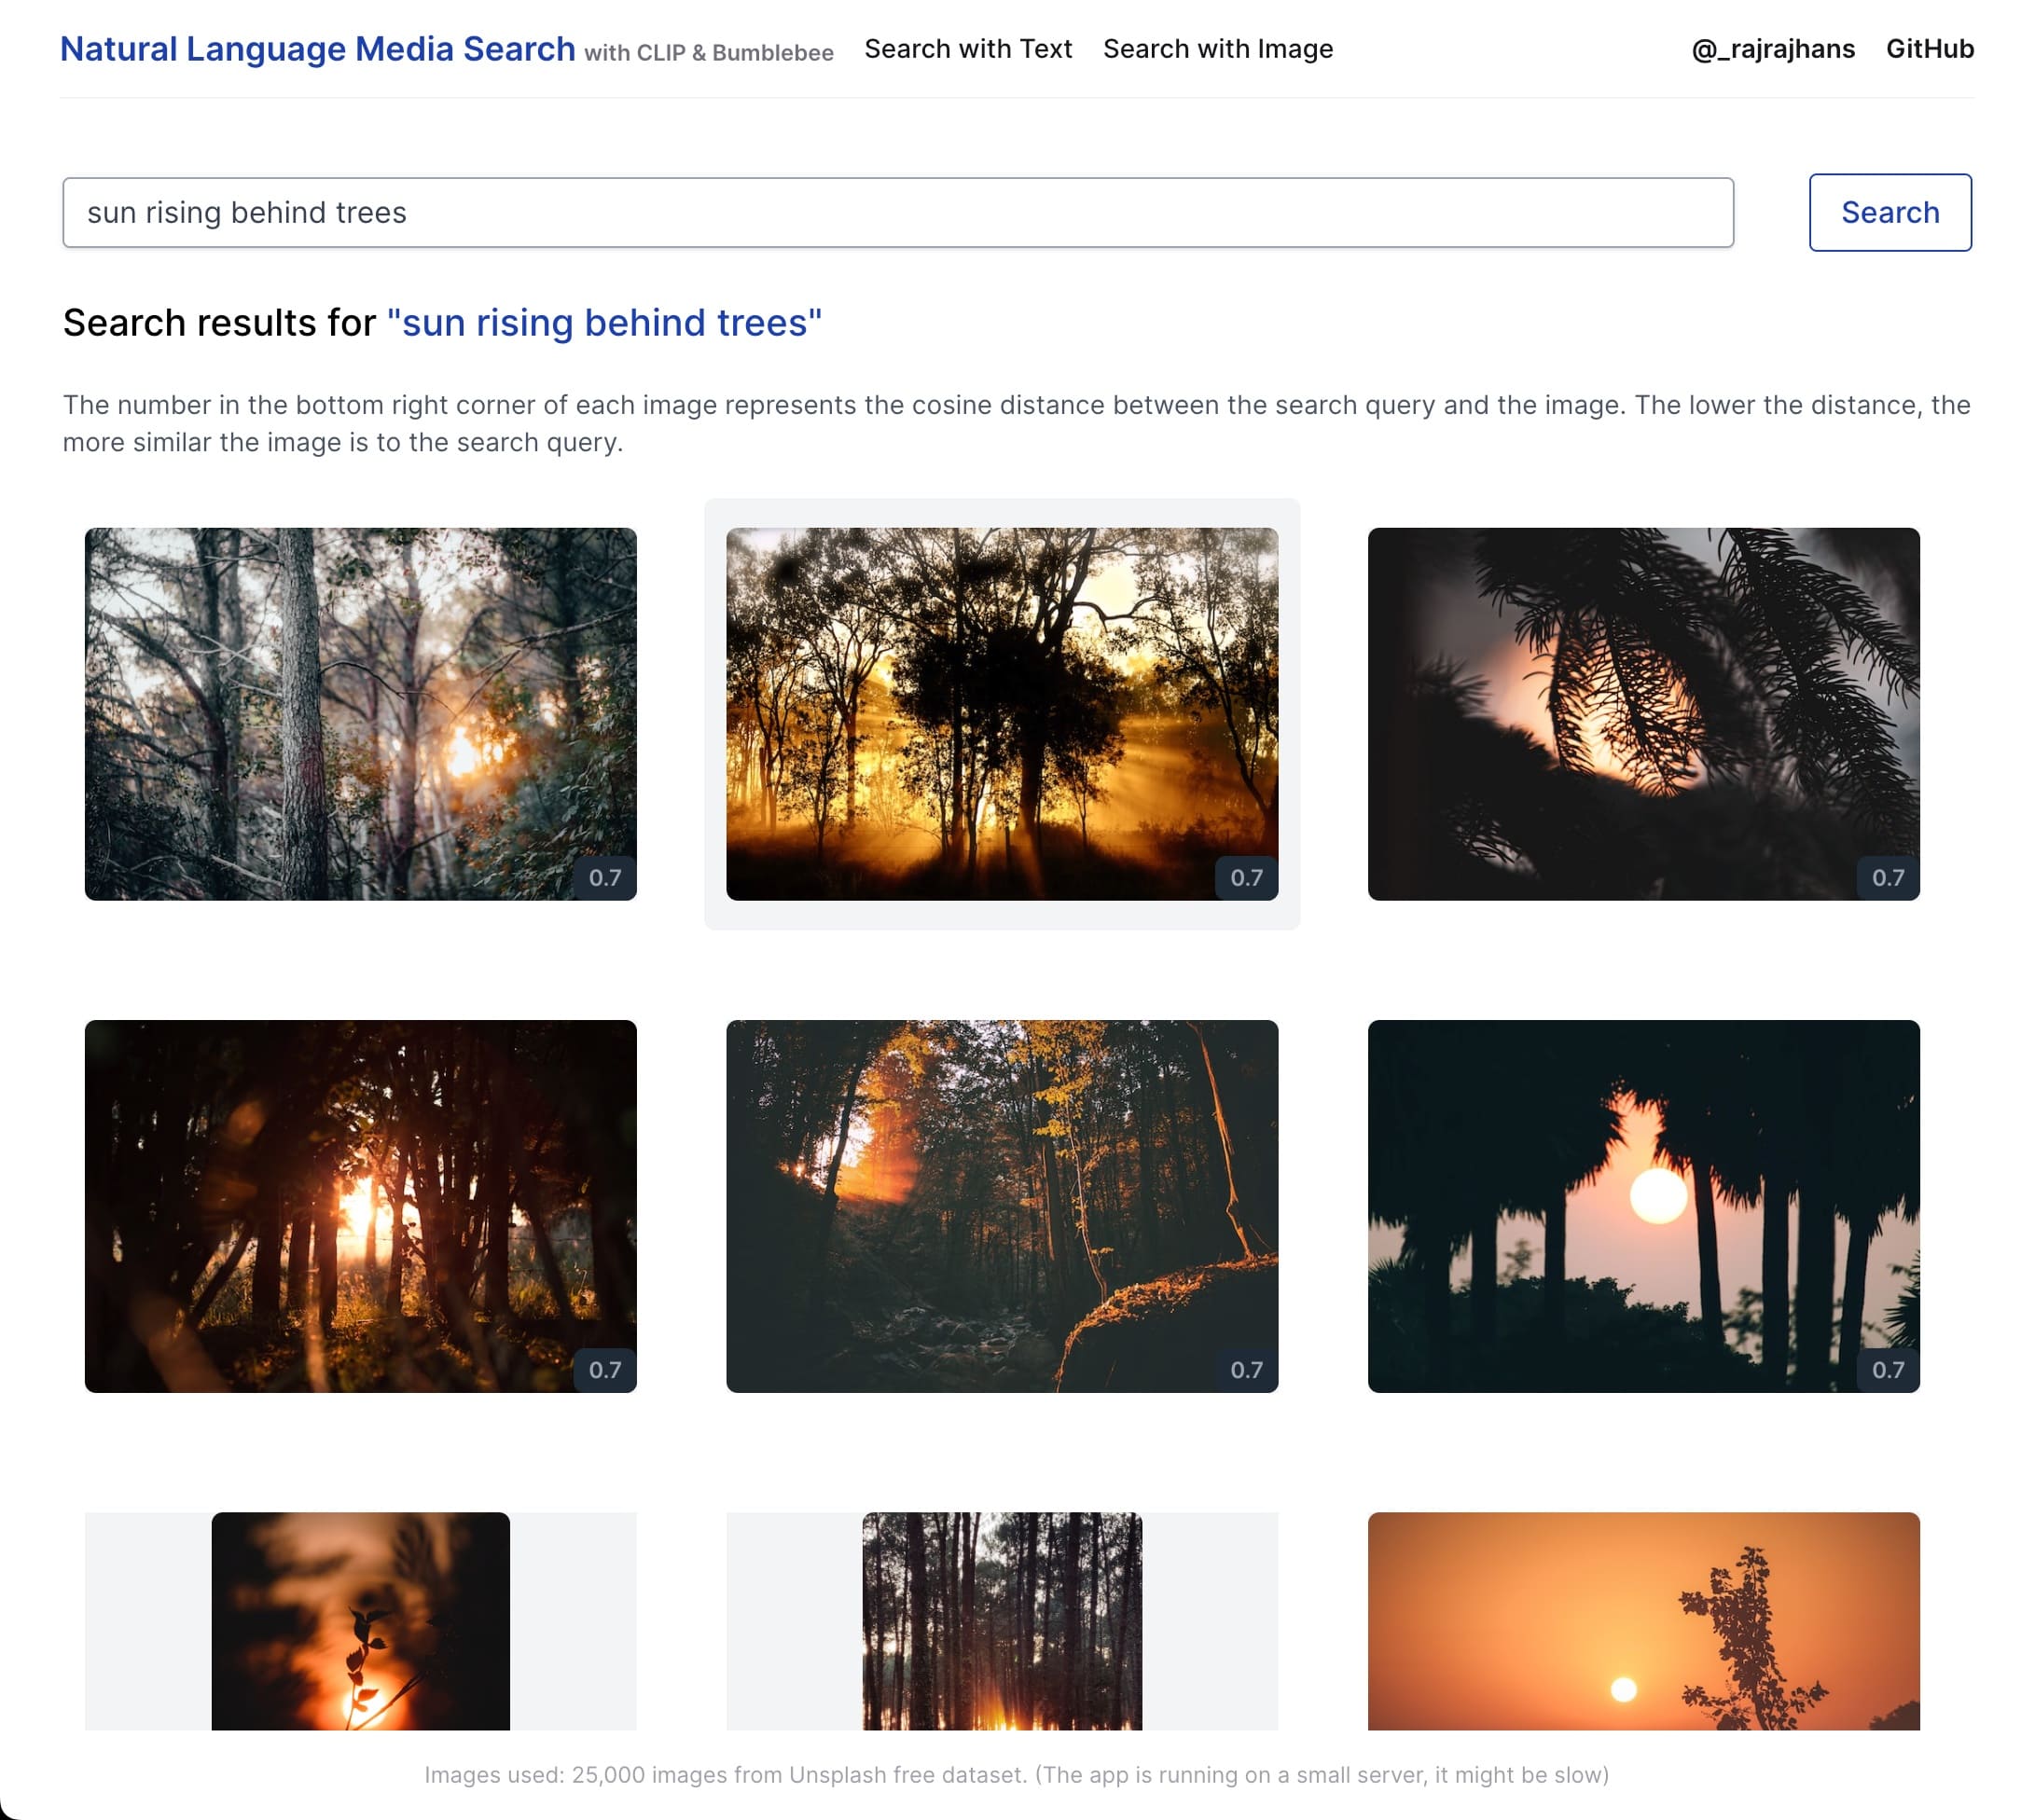 Natural Language Media Search with CLIP & Bumblebee Search with Text Search with Image @_rajrajhans GitHub
sun rising behind trees Search
Search results for "sun rising behind trees"
The number in the bottom right corner of each image represents the cosine distance between the search query and the image. The lower the distance, the
more similar the image is to the search query.
0.7 0.7 0.7
0.7 0.7 0.7
Images used: 25,000 images from Unsplash free dataset. (The app is running on a small server, it might be slow)